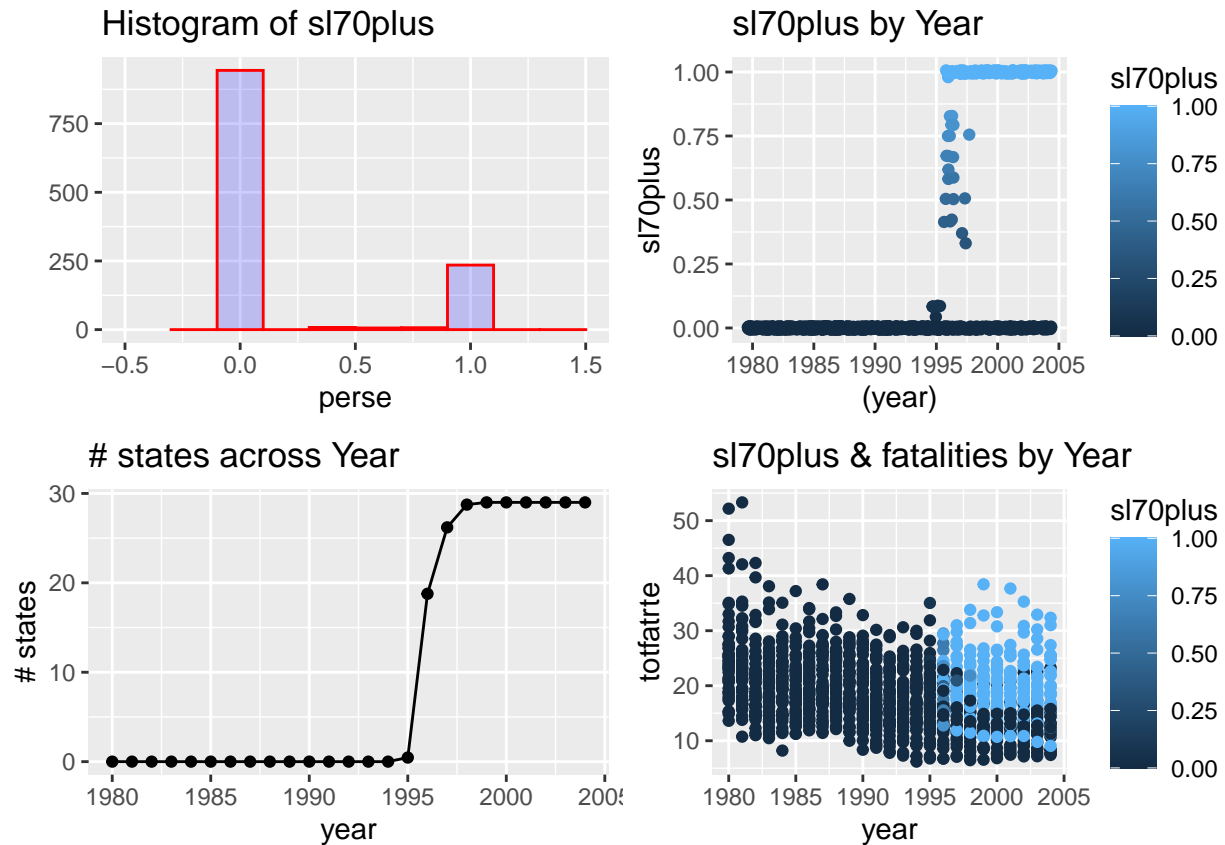 Histogram of sl70plus
750
500
250
0
−0.5 0.0 0.5 1.0 1.5
perse
sl70plus by Year
sl70plus
1.00
0.75
0.50
0.25
0.00
1980 1985 1990 1995 2000 2005
(year)
sl70plus
1.00
0.75
0.50
0.25
0.00
# states across Year
# states
30
20
10
0
1980 1985 1990 1995 2000 2005
year
sl70plus & fatalities by Year
totfatrte
50
40
30
20
10
1980 1985 1990 1995 2000 2005
year
sl70plus
1.00
0.75
0.50
0.25
0.00